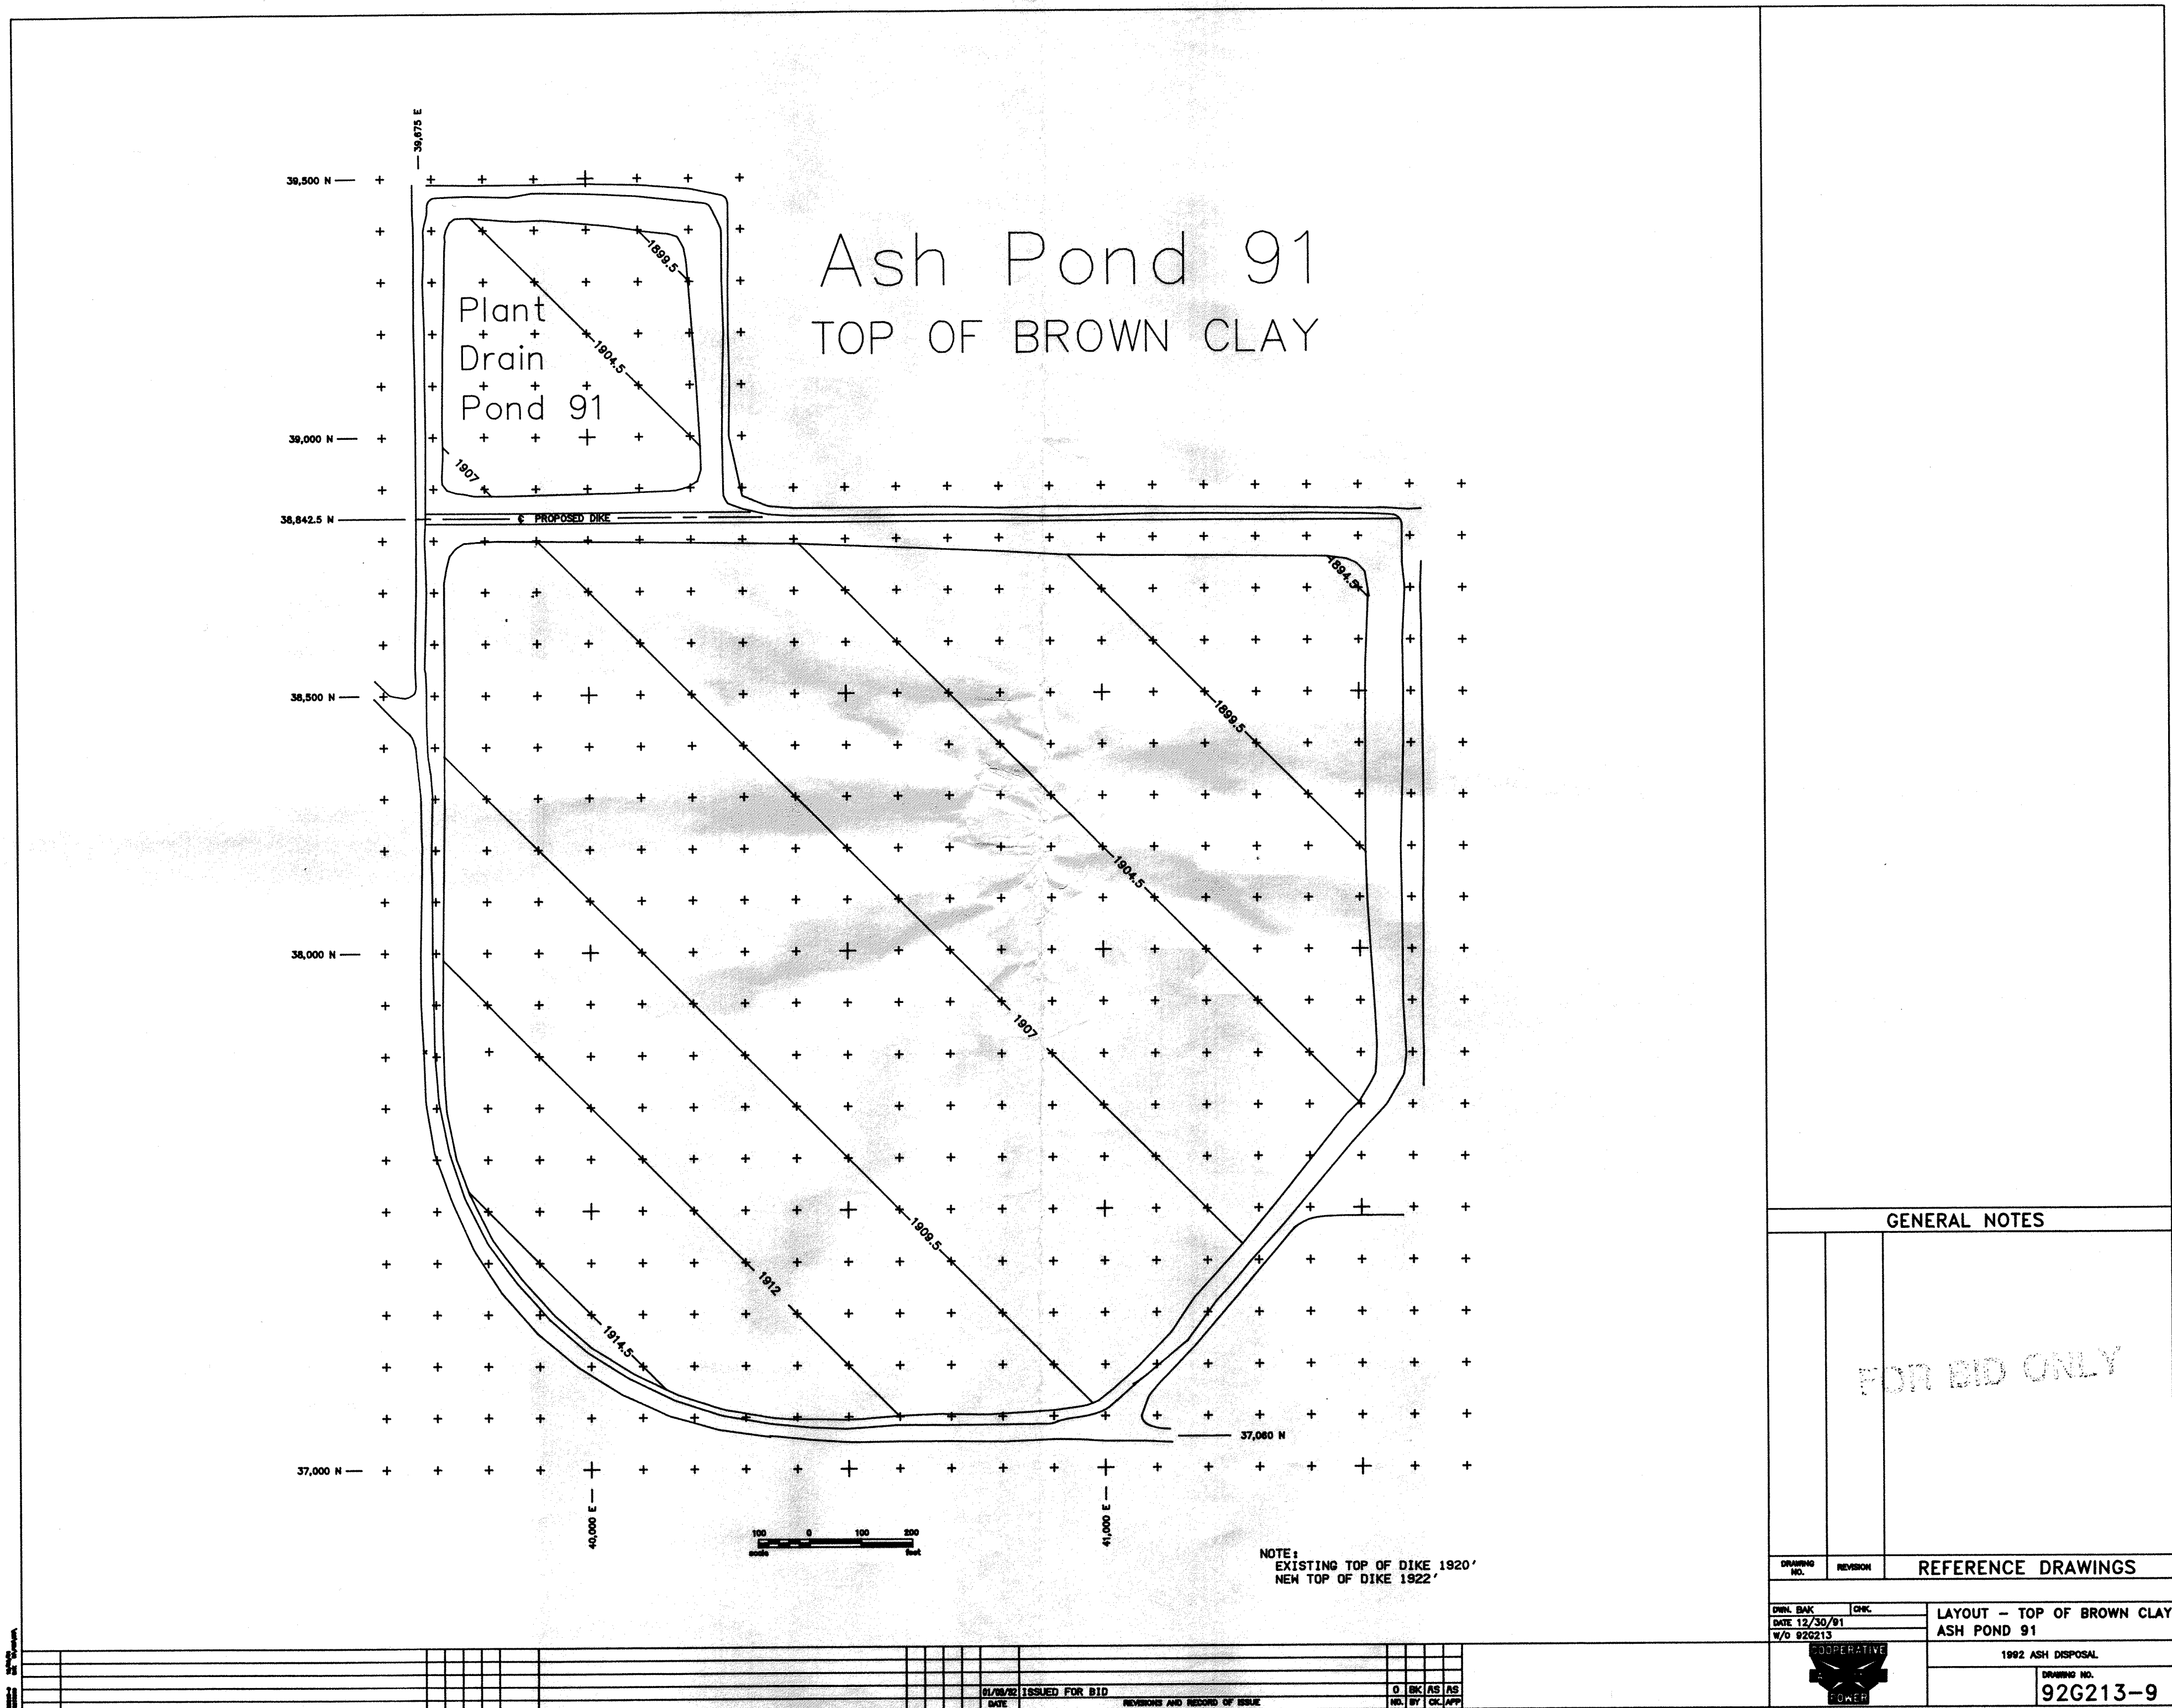 39,675 E
39,500 N
Ash Pond 91
TOP OF BROWN CLAY
1899.5
Plant
Drain
Pond 91
1904.5
39,000 N
1907
38,842.5 N
℄ PROPOSED DIKE
1894.5
38,500 N
1899.5
1904.5
38,000 N
1907
1909.5
1912
1914.5
37,060 N
37,000 N
40,000 E
41,000 E
100 0 100 200
scale feet
NOTE:
EXISTING TOP OF DIKE 1920'
NEW TOP OF DIKE 1922'
GENERAL NOTES
FOR BID ONLY
DRAWING NO.
REVISION
REFERENCE DRAWINGS
DWN. BAK CHK.
DATE 12/30/91
W/O 92G213
LAYOUT - TOP OF BROWN CLAY
ASH POND 91
COOPERATIVE
POWER
1992 ASH DISPOSAL
DRAWING NO.
92G213-9
01/09/92 ISSUED FOR BID 0 BK AS AS
DATE REVISIONS AND RECORD OF ISSUE NO. BY CK. APP